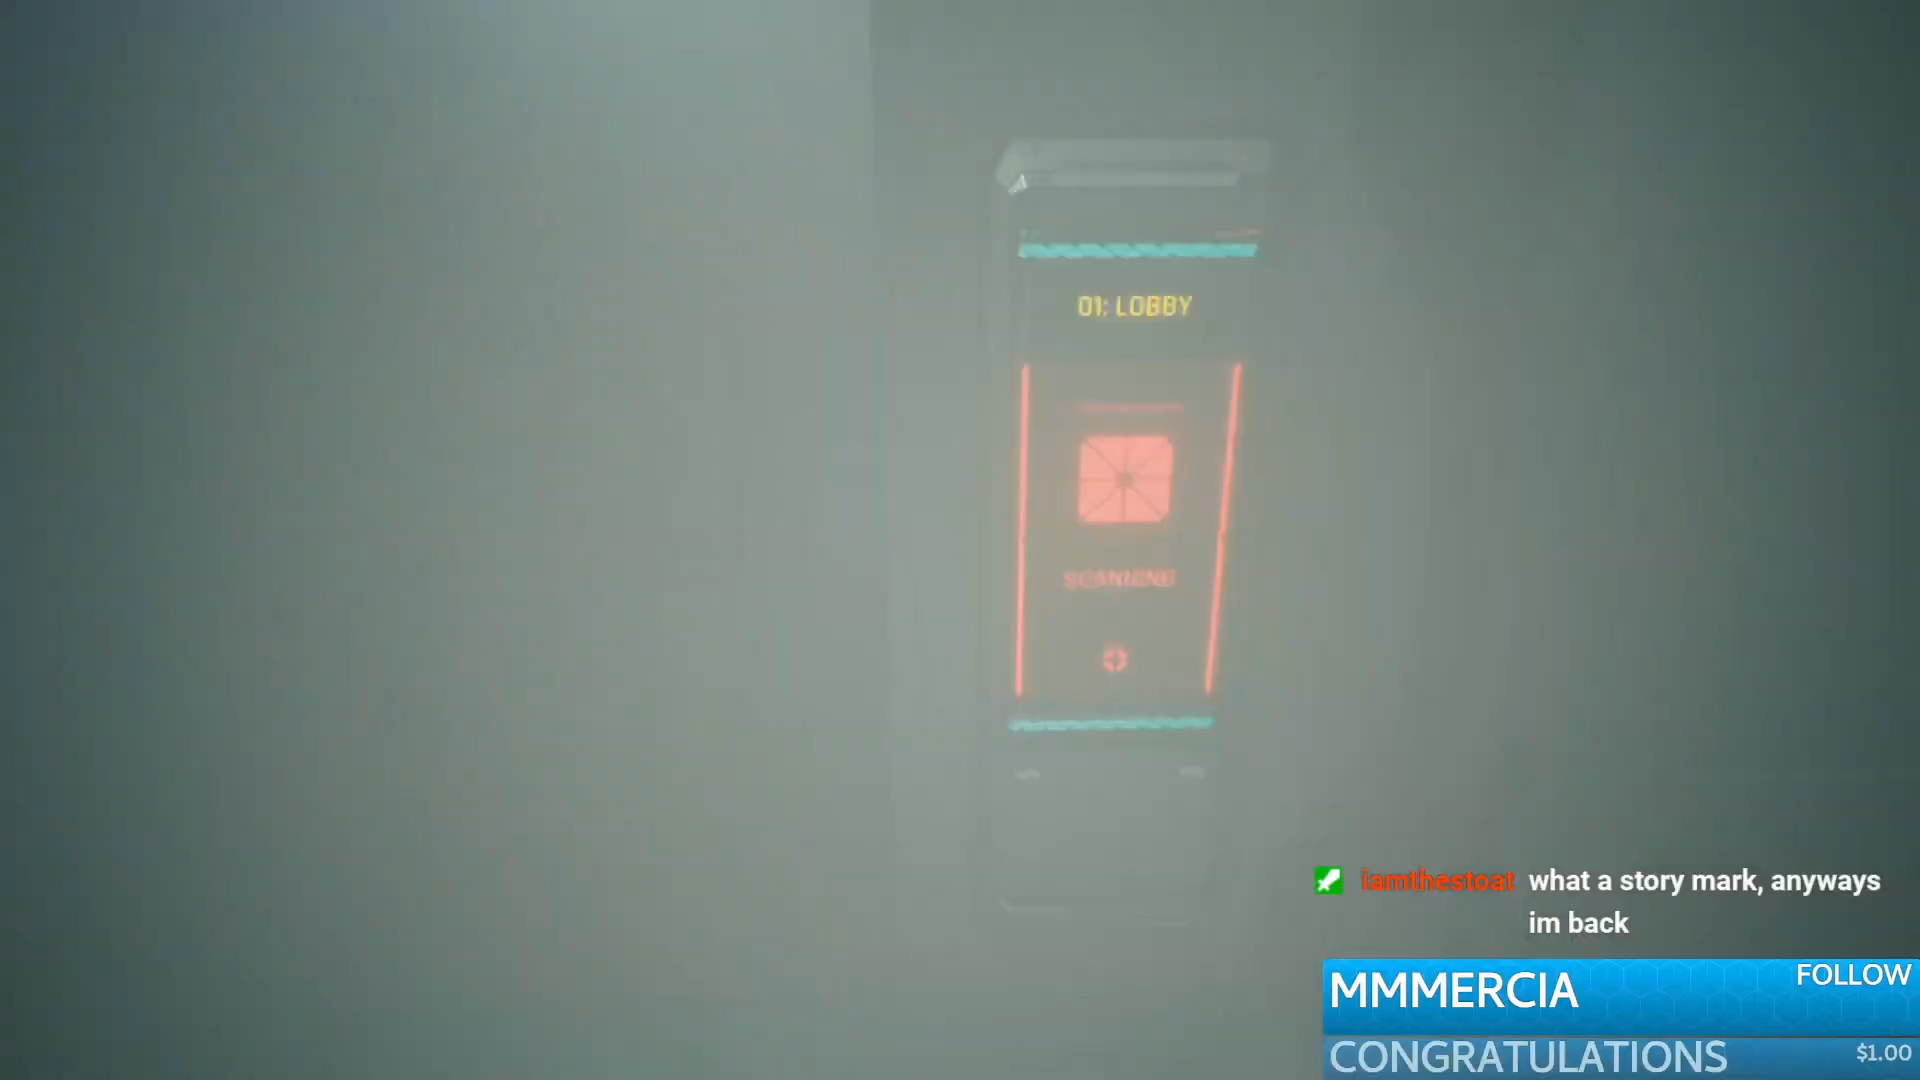 01: LOBBY
SCANNING
iamthestoat what a story mark, anyways
im back
MMMERCIA FOLLOW
CONGRATULATIONS $1.00